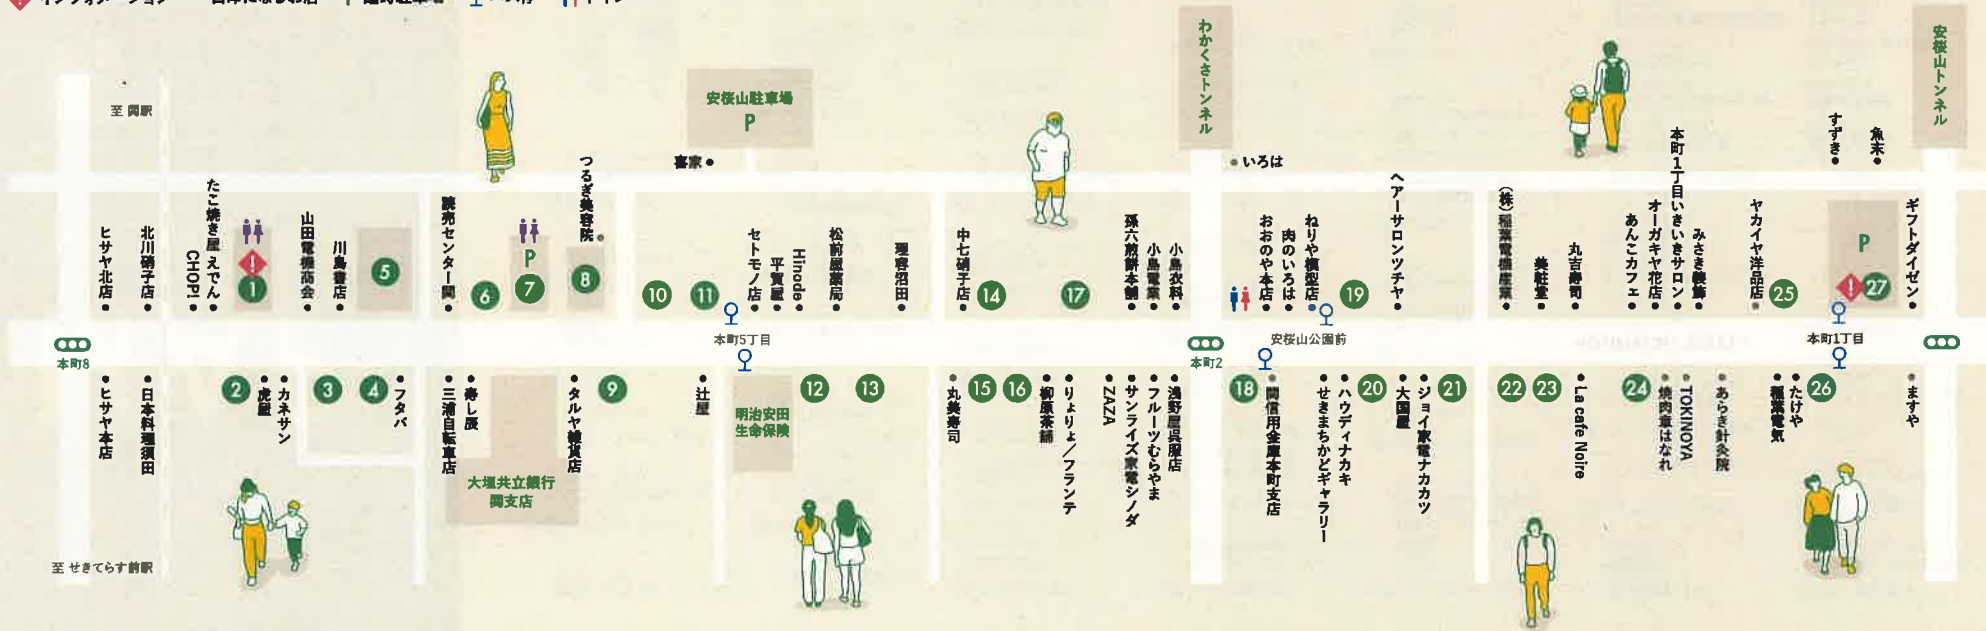 わかくさトンネル
安桜山トンネル
至 関駅
安桜山駐車場
P
喜家
いろは
すずき
魚末
ヒサヤ北店
北川硝子店
CHOP!
たこ焼き屋 えでん
1
山田電機商会
川島書店
5
読売センター関
6
P
7
つるぎ美容院
8
10
11
セトモノ店
平賀屋
Hinode
松前屋薬局
理容沼田
中七硝子店
14
17
孫六煎餅本舗
小島電業
小島衣料
おおのや本店
肉のいろは
ねりや模型店
19
ヘアーサロンツチヤ
(株)稲葉電機産業
美粧堂
丸吉寿司
あんこカフェ
オーガキヤ花店
本町1丁目いきいきサロン
みさき
ヤカイヤ洋品店
25
P
27
ギフトダイゼン
本町8
本町5丁目
本町2
安桜山公園前
本町1丁目
ヒサヤ本店
日本料理須田
2
虎屋
カネサン
3
4
フタバ
三浦自転車店
寿し辰
大垣共立銀行
関支店
タルヤ雑貨店
9
辻屋
明治安田
生命保険
12
13
丸美寿司
15
16
柳原茶舗
りょりょ/フランテ
ZAZA
サンライズ家電シノダ
フルーツむらやま
浅野屋呉服店
18
関信用金庫本町支店
せきまちかどギャラリー
ハウディナカキ
20
大国屋
ジョイ家電ナカカツ
21
22
23
La cafe Noire
24
焼肉章はなれ
TOKINOYA
あらき針灸院
稲葉電気
たけや
26
ますや
至 せきてらす前駅